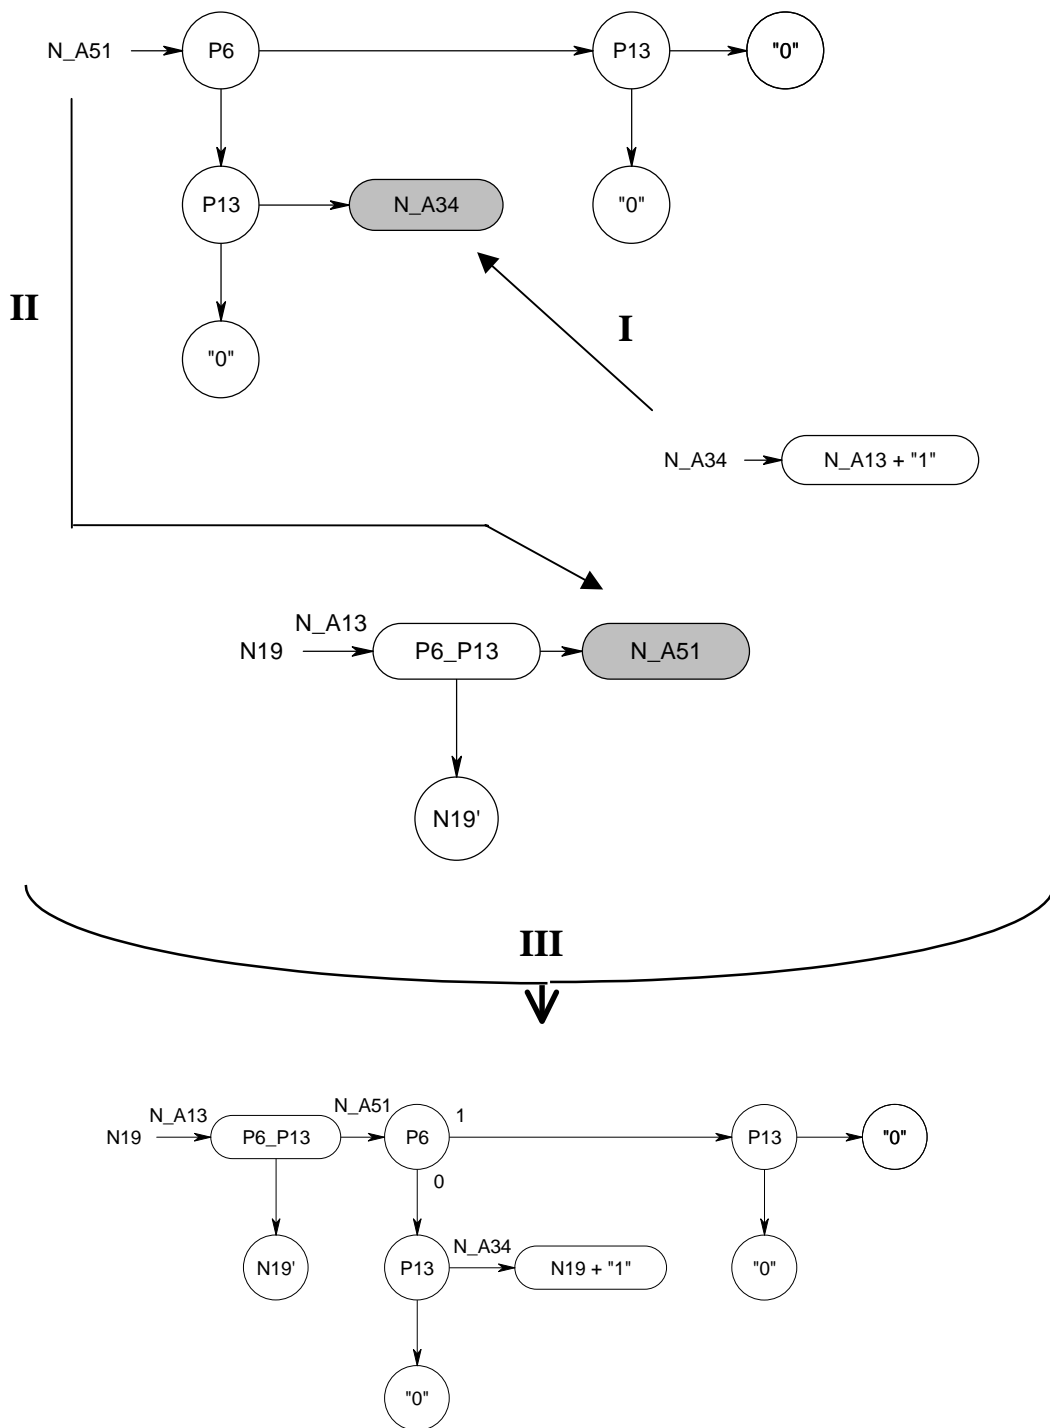 N_A51 P6 P13 "0"
P13 N_A34 "0"
II
I
"0"
N_A34 N_A13 + "1"
N_A13
N19 P6_P13 N_A51
N19'
III
N_A13 N_A51 1
N19 P6_P13 P6 P13 "0"
0
N_A34
N19' P13 N19 + "1" "0"
"0"